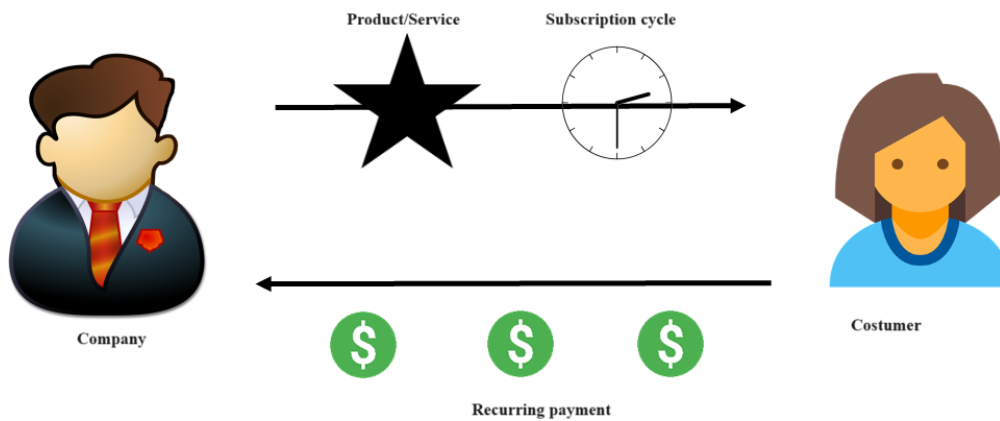 Product/Service
Subscription cycle
Company
Costumer
Recurring payment
$ $ $